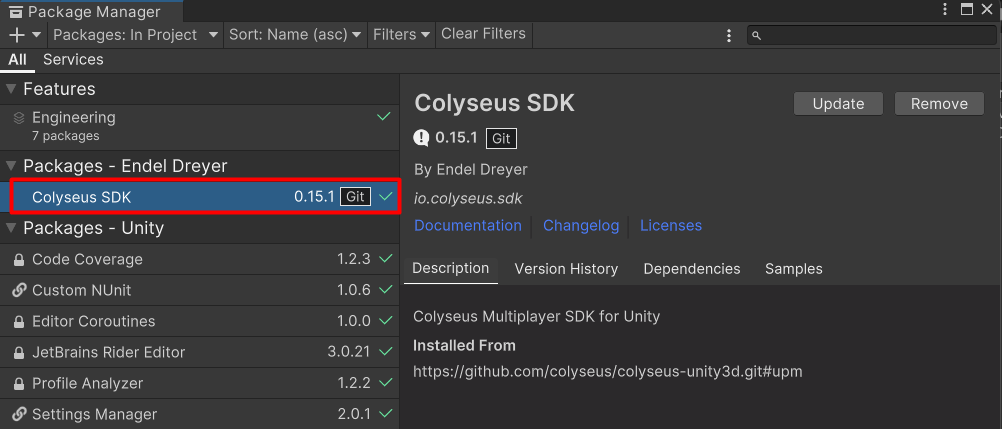 Package Manager
Packages: In Project Sort: Name (asc) Filters Clear Filters
All Services
Features
Engineering
7 packages
Packages - Endel Dreyer
Colyseus SDK 0.15.1 Git
Packages - Unity
Code Coverage 1.2.3
Custom NUnit 1.0.6
Editor Coroutines 1.0.0
JetBrains Rider Editor 3.0.21
Profile Analyzer 1.2.2
Settings Manager 2.0.1
Colyseus SDK Update Remove
0.15.1 Git
By Endel Dreyer
io.colyseus.sdk
Documentation Changelog Licenses
Description Version History Dependencies Samples
Colyseus Multiplayer SDK for Unity
Installed From
https://github.com/colyseus/colyseus-unity3d.git#upm